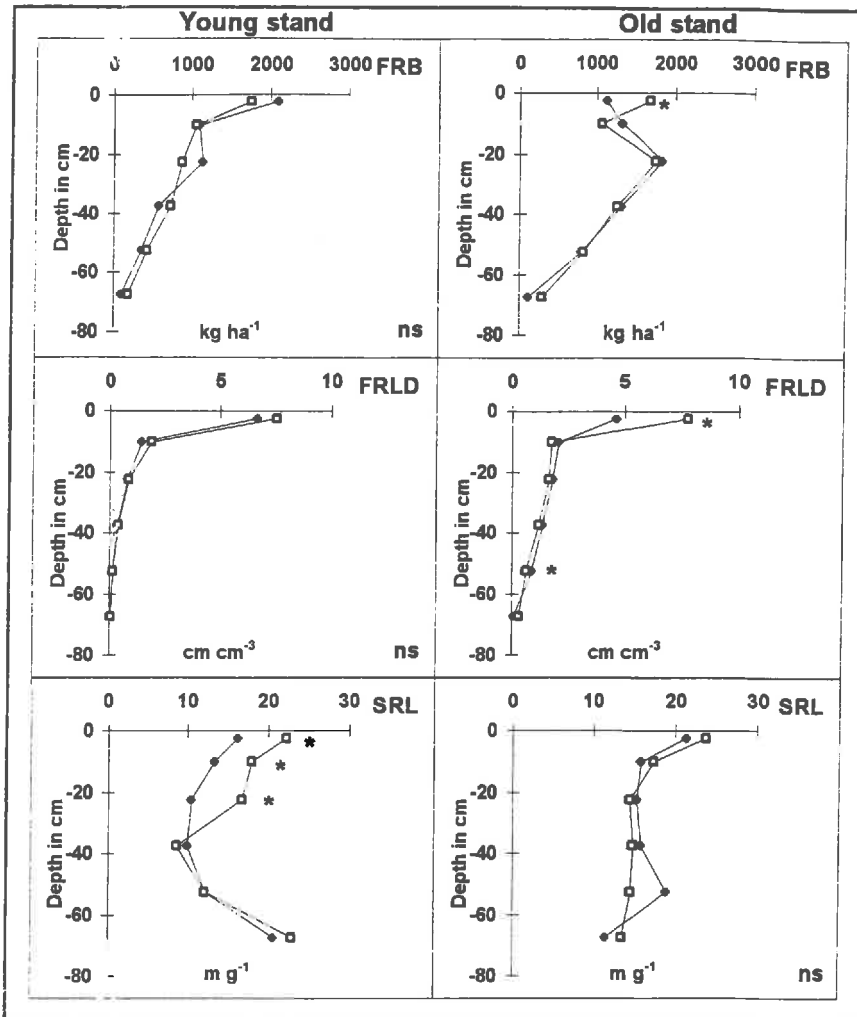 Young stand Old stand
0 1000 2000 3000 FRB
0
-20
-40
-60
-80
Depth in cm
kg ha-1 ns
0 1000 2000 3000 FRB
0
-20
-40
-60
-80
Depth in cm
*
kg ha-1
0 5 10 FRLD
0
-20
-40
-60
-80
Depth in cm
cm cm-3 ns
0 5 10 FRLD
0
-20
-40
-60
-80
Depth in cm
*
*
cm cm-3
0 10 20 30 SRL
0
-20
-40
-60
-80
Depth in cm
*
*
*
m g-1
0 10 20 30 SRL
0
-20
-40
-60
-80
Depth in cm
m g-1 ns